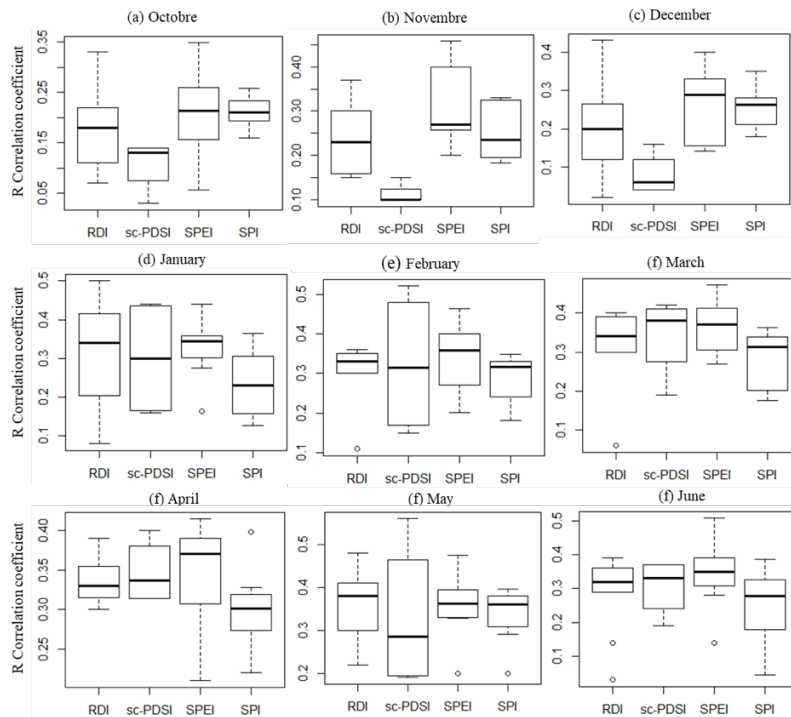 (a) Octobre
(b) Novembre
(c) December
R Correlation coefficient
0.35
0.25
0.15
0.05
0.40
0.30
0.20
0.10
0.4
0.3
0.2
0.1
RDI sc-PDSI SPEI SPI
RDI sc-PDSI SPEI SPI
RDI sc-PDSI SPEI SPI
(d) January
(e) February
(f) March
R Correlation coefficient
0.5
0.4
0.3
0.2
0.1
0.5
0.4
0.3
0.2
0.1
0.4
0.3
0.2
0.1
RDI sc-PDSI SPEI SPI
RDI sc-PDSI SPEI SPI
RDI sc-PDSI SPEI SPI
(f) April
(f) May
(f) June
R Correlation coefficient
0.40
0.35
0.30
0.25
0.5
0.4
0.3
0.2
0.5
0.4
0.3
0.2
0.1
RDI sc-PDSI SPEI SPI
RDI sc-PDSI SPEI SPI
RDI sc-PDSI SPEI SPI